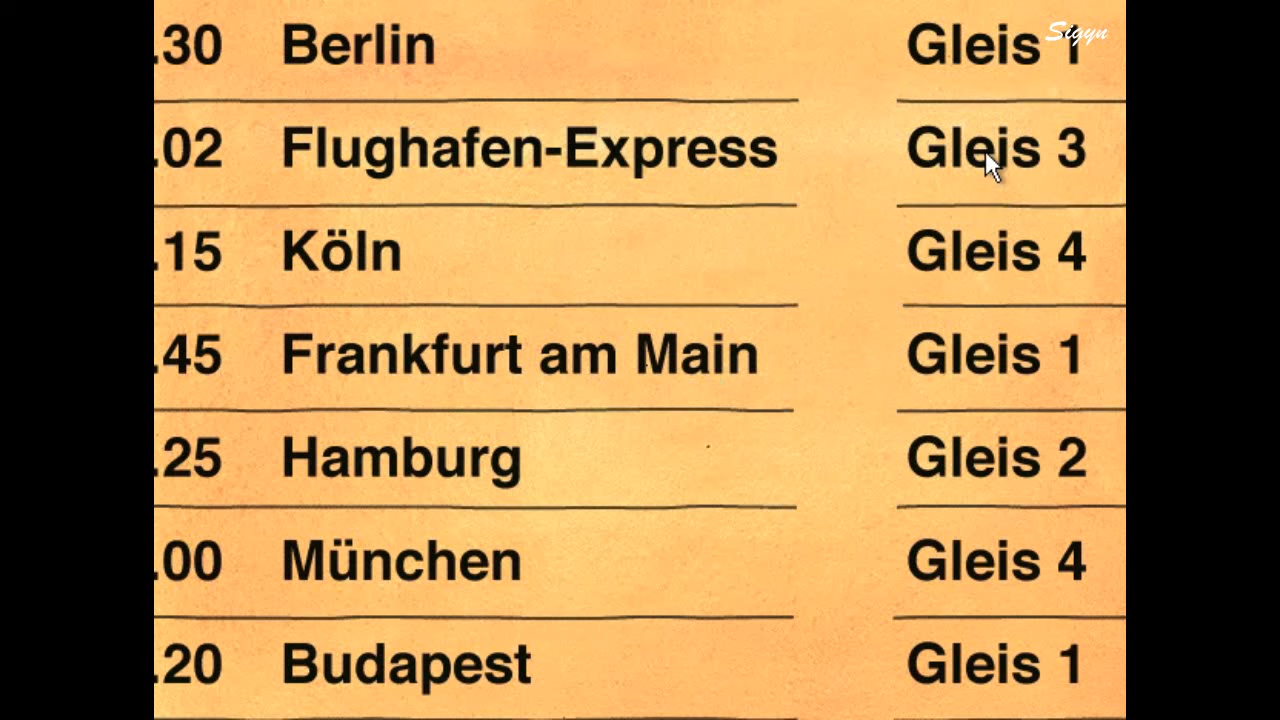 .30 Berlin Gleis 1
Sigyn
.02 Flughafen-Express Gleis 3
.15 Köln Gleis 4
.45 Frankfurt am Main Gleis 1
.25 Hamburg Gleis 2
.00 München Gleis 4
.20 Budapest Gleis 1